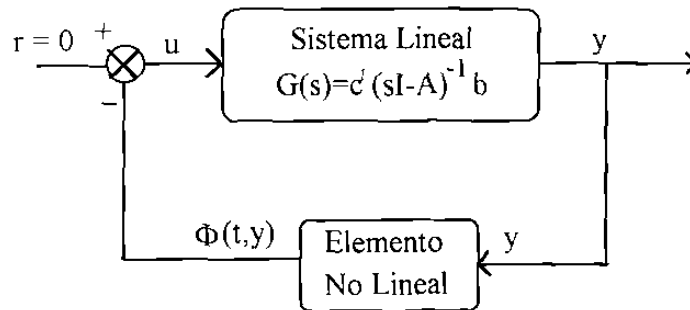 r = 0
+
−
u
Sistema Lineal
G(s)=c^t (sI-A)^-1 b
y
Φ(t,y)
Elemento
No Lineal
y